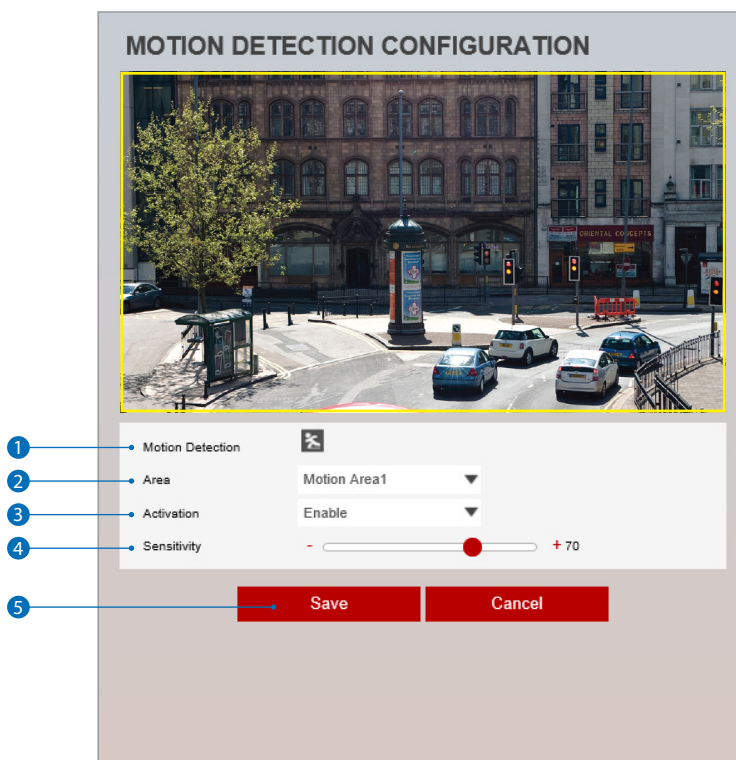 MOTION DETECTION CONFIGURATION
ORIENTAL CONCEPTS
1 Motion Detection
2 Area Motion Area1
3 Activation Enable
4 Sensitivity - + 70
5 Save Cancel